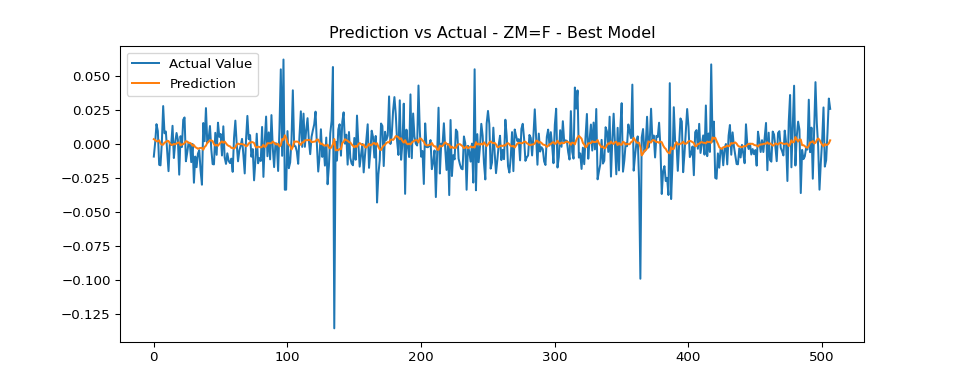 Prediction vs Actual - ZM=F - Best Model
Actual Value
Prediction
0.050
0.025
0.000
−0.025
−0.050
−0.075
−0.100
−0.125
0 100 200 300 400 500